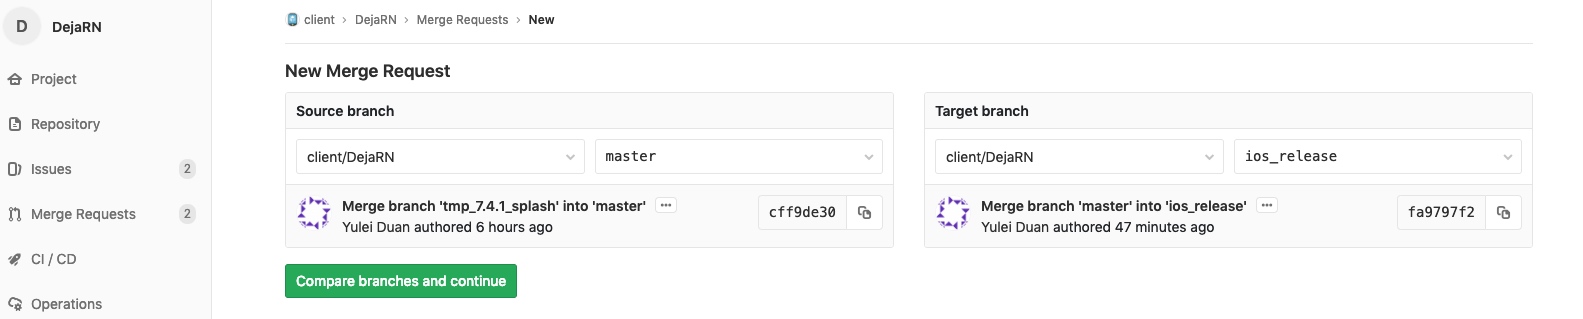 D DejaRN
Project
Repository
Issues 2
Merge Requests 2
CI / CD
Operations
client › DejaRN › Merge Requests › New
New Merge Request
Source branch
client/DejaRN master
Merge branch 'tmp_7.4.1_splash' into 'master' ... cff9de30
Yulei Duan authored 6 hours ago
Target branch
client/DejaRN ios_release
Merge branch 'master' into 'ios_release' ... fa9797f2
Yulei Duan authored 47 minutes ago
Compare branches and continue